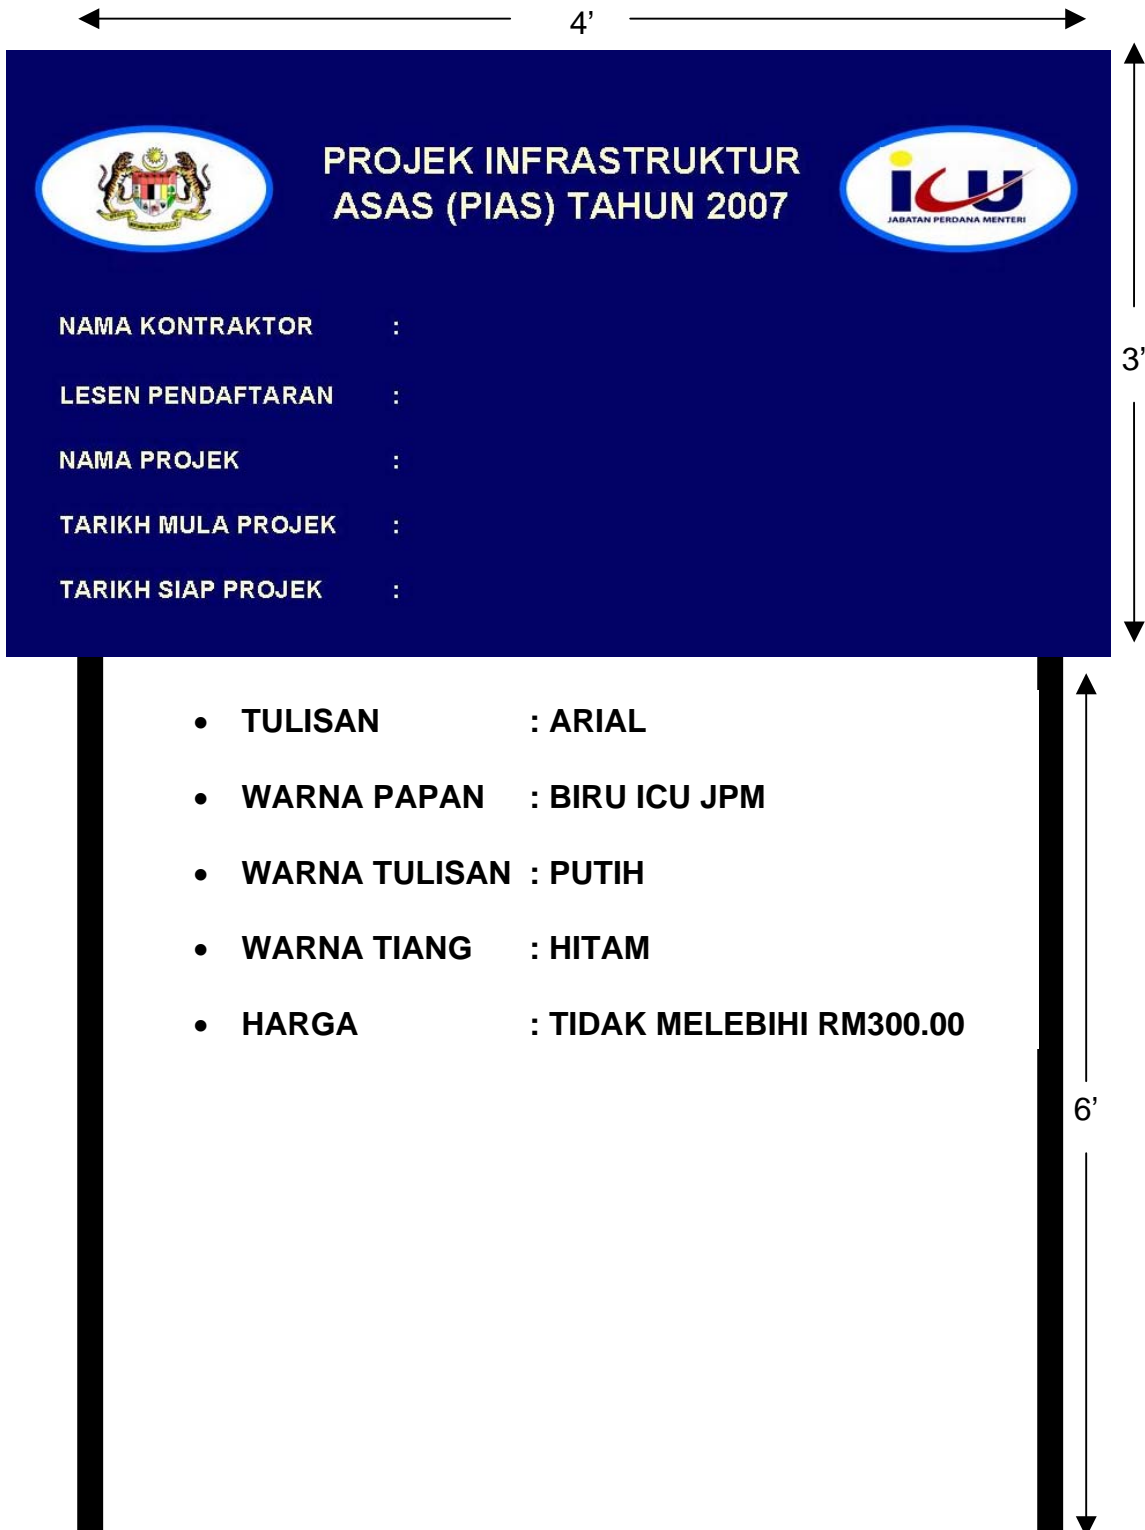 4’
PROJEK INFRASTRUKTUR
ASAS (PIAS) TAHUN 2007
iCU
JABATAN PERDANA MENTERI
NAMA KONTRAKTOR :
3’
LESEN PENDAFTARAN :
NAMA PROJEK :
TARIKH MULA PROJEK :
TARIKH SIAP PROJEK :
• TULISAN : ARIAL
• WARNA PAPAN : BIRU ICU JPM
• WARNA TULISAN : PUTIH
• WARNA TIANG : HITAM
• HARGA : TIDAK MELEBIHI RM300.00
6’